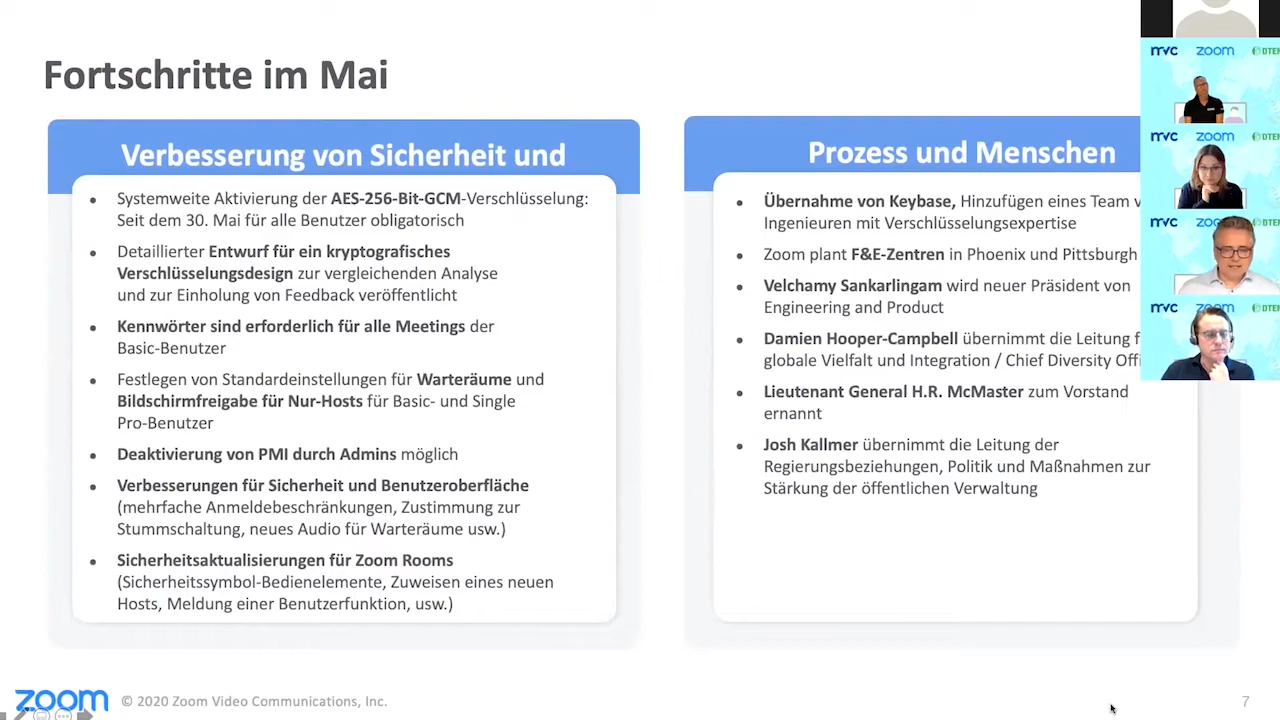 Fortschritte im Mai
Verbesserung von Sicherheit und
Systemweite Aktivierung der AES-256-Bit-GCM-Verschlüsselung:
Seit dem 30. Mai für alle Benutzer obligatorisch
Detaillierter Entwurf für ein kryptografisches
Verschlüsselungsdesign zur vergleichenden Analyse
und zur Einholung von Feedback veröffentlicht
Kennwörter sind erforderlich für alle Meetings der
Basic-Benutzer
Festlegen von Standardeinstellungen für Warteräume und
Bildschirmfreigabe für Nur-Hosts für Basic- und Single
Pro-Benutzer
Deaktivierung von PMI durch Admins möglich
Verbesserungen für Sicherheit und Benutzeroberfläche
(mehrfache Anmeldebeschränkungen, Zustimmung zur
Stummschaltung, neues Audio für Warteräume usw.)
Sicherheitsaktualisierungen für Zoom Rooms
(Sicherheitssymbol-Bedienelemente, Zuweisen eines neuen
Hosts, Meldung einer Benutzerfunktion, usw.)
Prozess und Menschen
Übernahme von Keybase, Hinzufügen eines Team
Ingenieuren mit Verschlüsselungsexpertise
Zoom plant F&E-Zentren in Phoenix und Pittsburgh
Velchamy Sankarlingam wird neuer Präsident von
Engineering and Product
Damien Hooper-Campbell übernimmt die Leitung
globale Vielfalt und Integration / Chief Diversity
Lieutenant General H.R. McMaster zum Vorstand
ernannt
Josh Kallmer übernimmt die Leitung der
Regierungsbeziehungen, Politik und Maßnahmen zur
Stärkung der öffentlichen Verwaltung
mvc zoom DTEN
mvc zoom DTEN
mvc
mvc zoom DTEN
zoom © 2020 Zoom Video Communications, Inc.
7